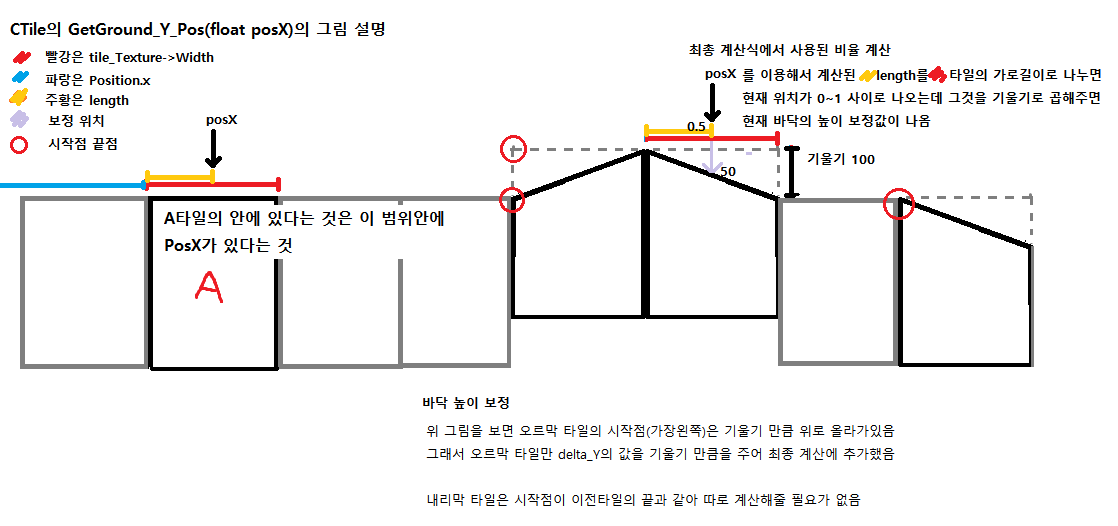 CTile의 GetGround_Y_Pos(float posX)의 그림 설명
빨강은 tile_Texture->Width
파랑은 Position.x
주황은 length
보정 위치
시작점 끝점
posX
최종 계산식에서 사용된 비율 계산
posX 를 이용해서 계산된 length를 타일의 가로길이로 나누면
현재 위치가 0~1 사이로 나오는데 그것을 기울기로 곱해주면
현재 바닥의 높이 보정값이 나옴
0.5
기울기 100
50
A타일의 안에 있다는 것은 이 범위안에
PosX가 있다는 것
A
바닥 높이 보정
위 그림을 보면 오르막 타일의 시작점(가장왼쪽)은 기울기 만큼 위로 올라가있음
그래서 오르막 타일만 delta_Y의 값을 기울기 만큼을 주어 최종 계산에 추가했음
내리막 타일은 시작점이 이전타일의 끝과 같아 따로 계산해줄 필요가 없음